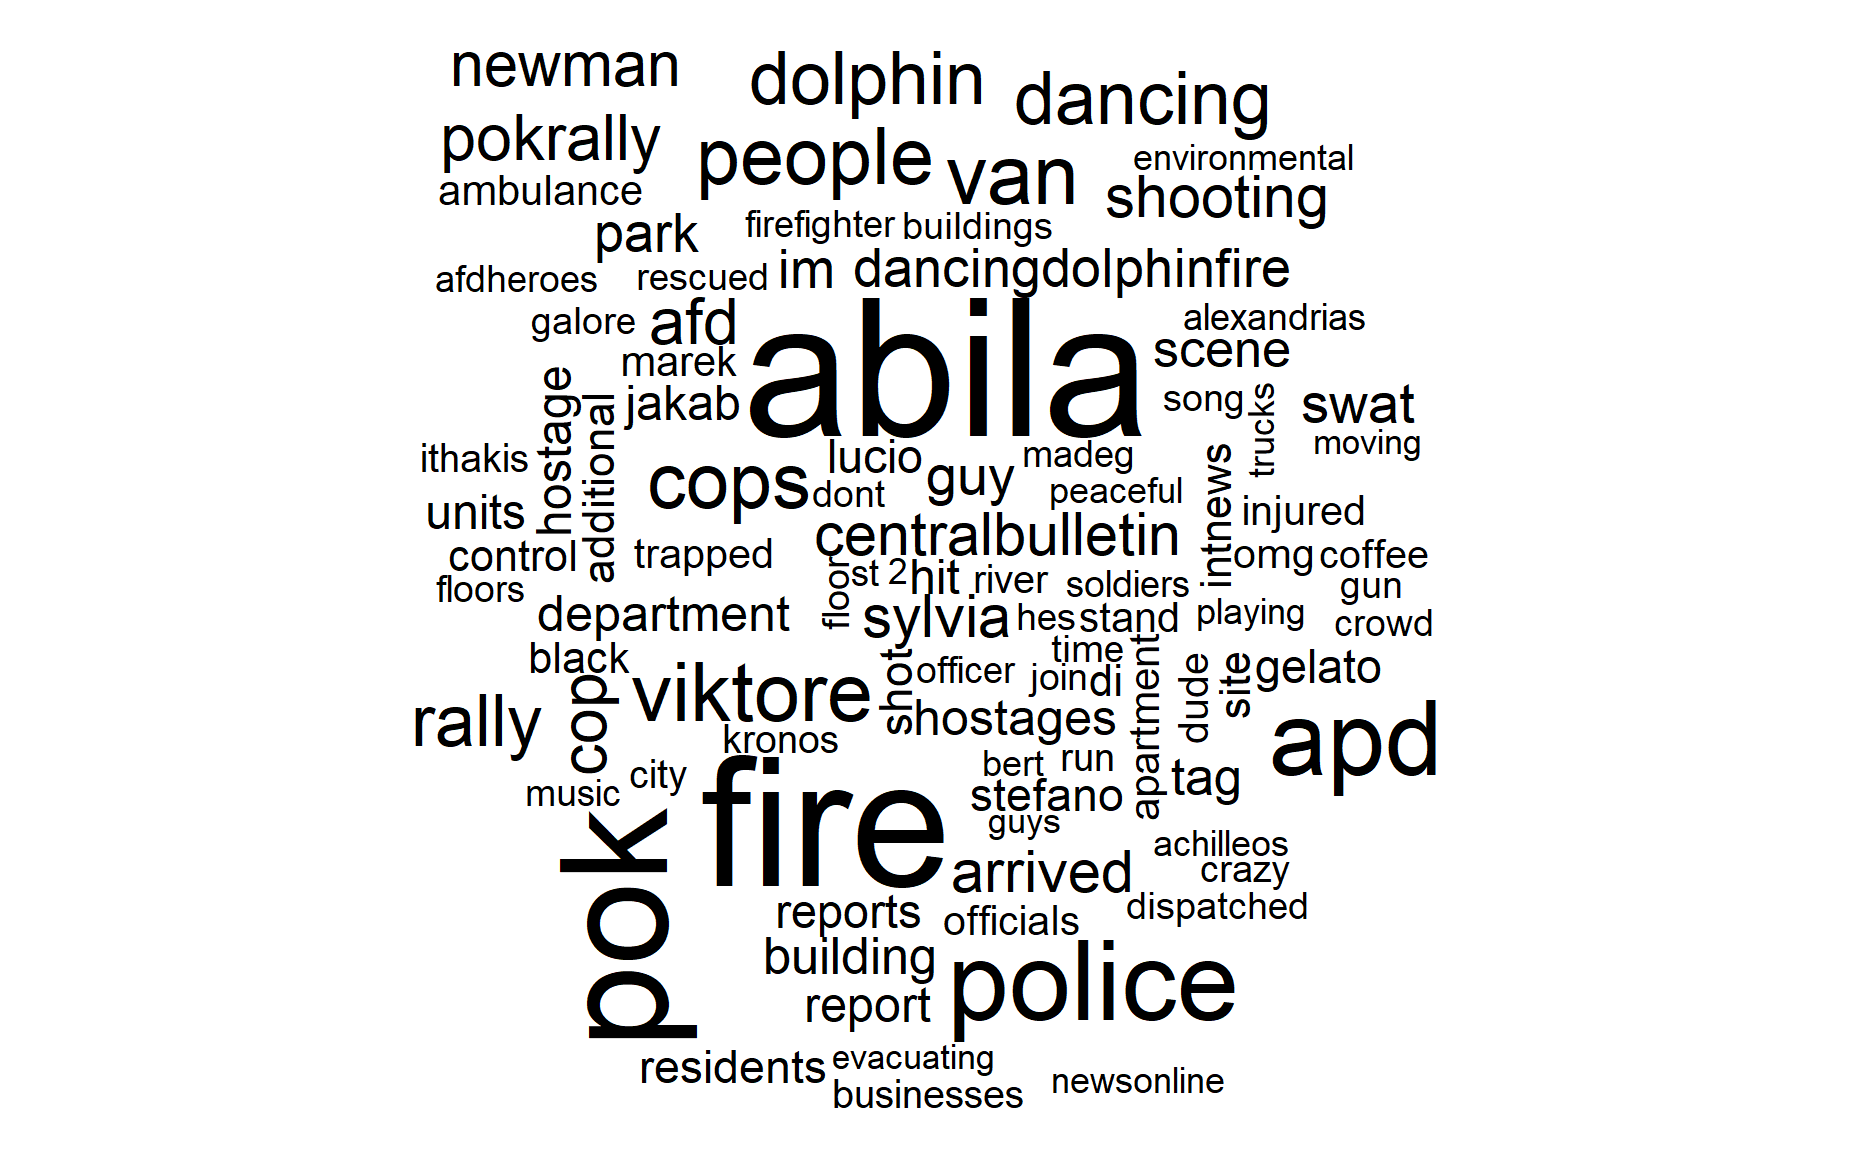 newman
dolphin
dancing
pokrally
people
van
environmental
ambulance
shooting
park
firefighter
buildings
afdheroes
rescued
im
dancingdolphinfire
galore
afd
abila
alexandrias
marek
scene
hostage
additional
jakab
song
trucks
swat
ithakis
cops
lucio
guy
madeg
moving
units
dont
peaceful
intnews
injured
control
trapped
centralbulletin
omg
coffee
floors
floor
st
2
hit
river
soldiers
gun
department
sylvia
hes
stand
playing
crowd
black
viktore
shot
officer
time
join
di
apartment
dude
site
gelato
rally
cop
hostages
apd
kronos
music
city
fire
bert
run
stefano
tag
guys
pok
arrived
achilleos
crazy
reports
officials
dispatched
building
police
report
residents
evacuating
businesses
newsonline